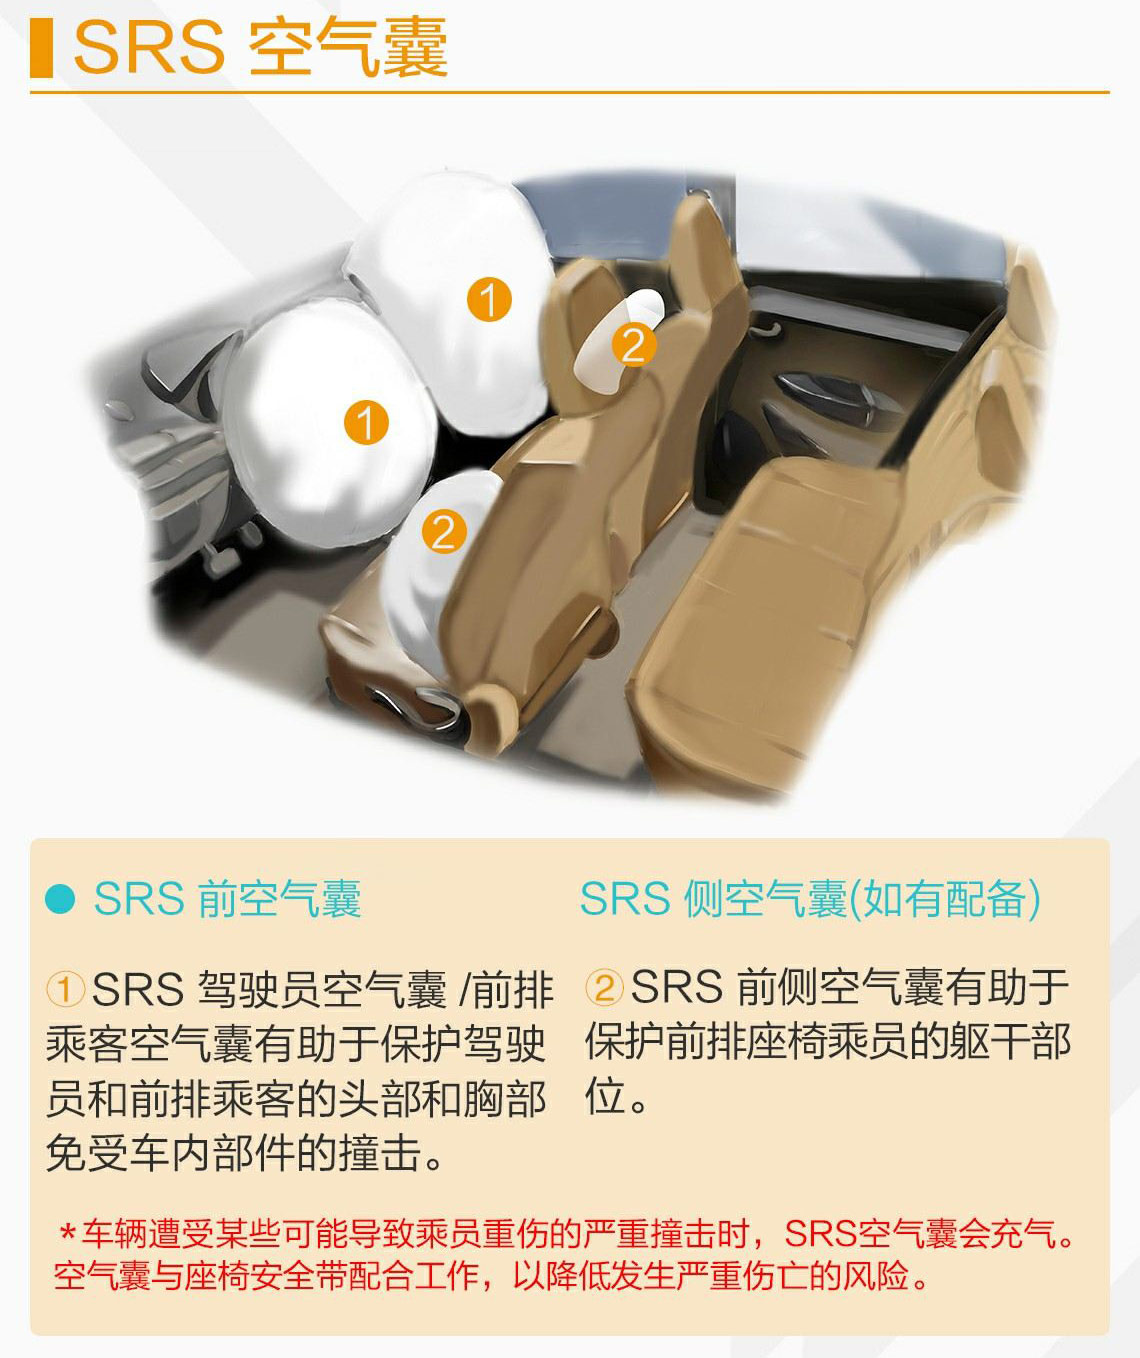 SRS 空气囊
1
1
2
2
SRS 前空气囊
①SRS 驾驶员空气囊 /前排
乘客空气囊有助于保护驾驶
员和前排乘客的头部和胸部
免受车内部件的撞击。
SRS 侧空气囊(如有配备)
②SRS 前侧空气囊有助于
保护前排座椅乘员的躯干部
位。
*车辆遭受某些可能导致乘员重伤的严重撞击时，SRS空气囊会充气。
空气囊与座椅安全带配合工作，以降低发生严重伤亡的风险。